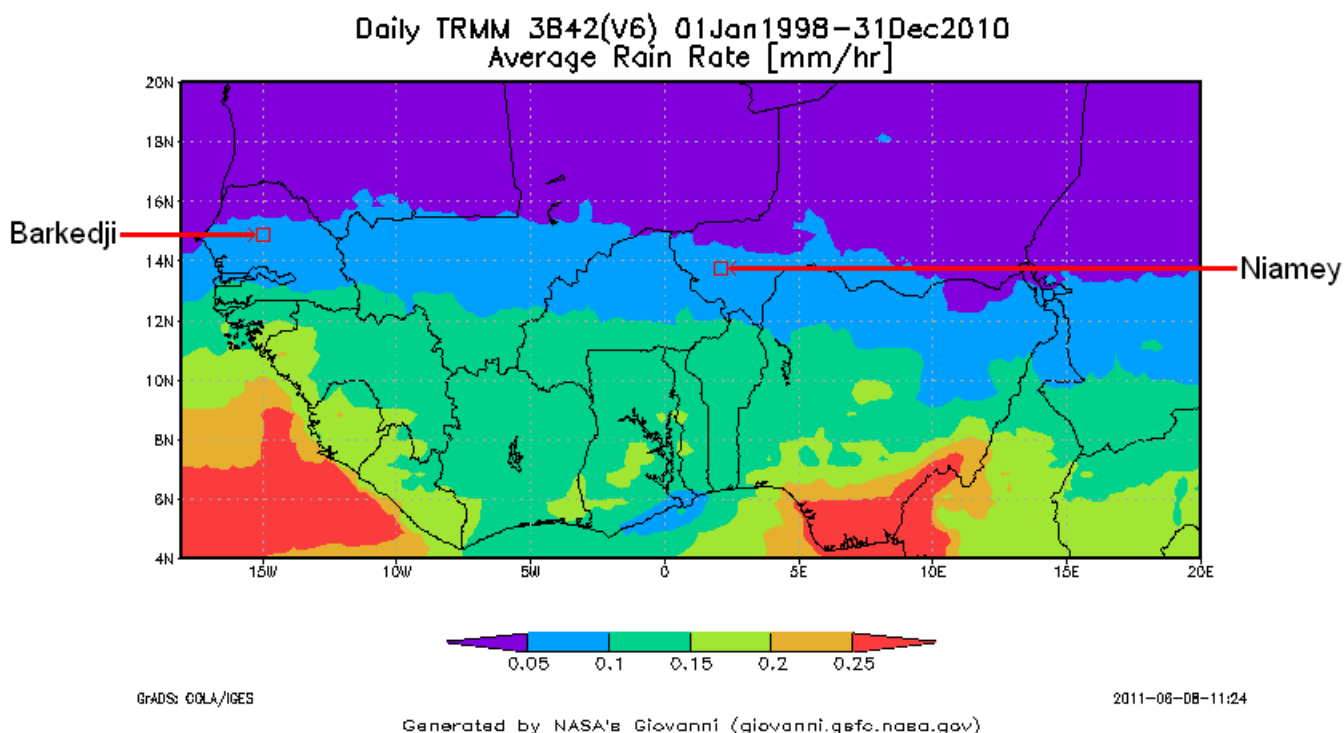 Daily TRMM 3B42(V6) 01Jan1998-31Dec2010
Average Rain Rate [mm/hr]
20N
18N
16N
Barkedji
14N
Niamey
12N
10N
8N
6N
4N
15W 10W 5W 0 5E 10E 15E 20E
0.05 0.1 0.15 0.2 0.25
GrADS: COLA/IGES 2011-06-08-11:24
Generated by NASA's Giovanni (giovanni.gsfc.nasa.gov)